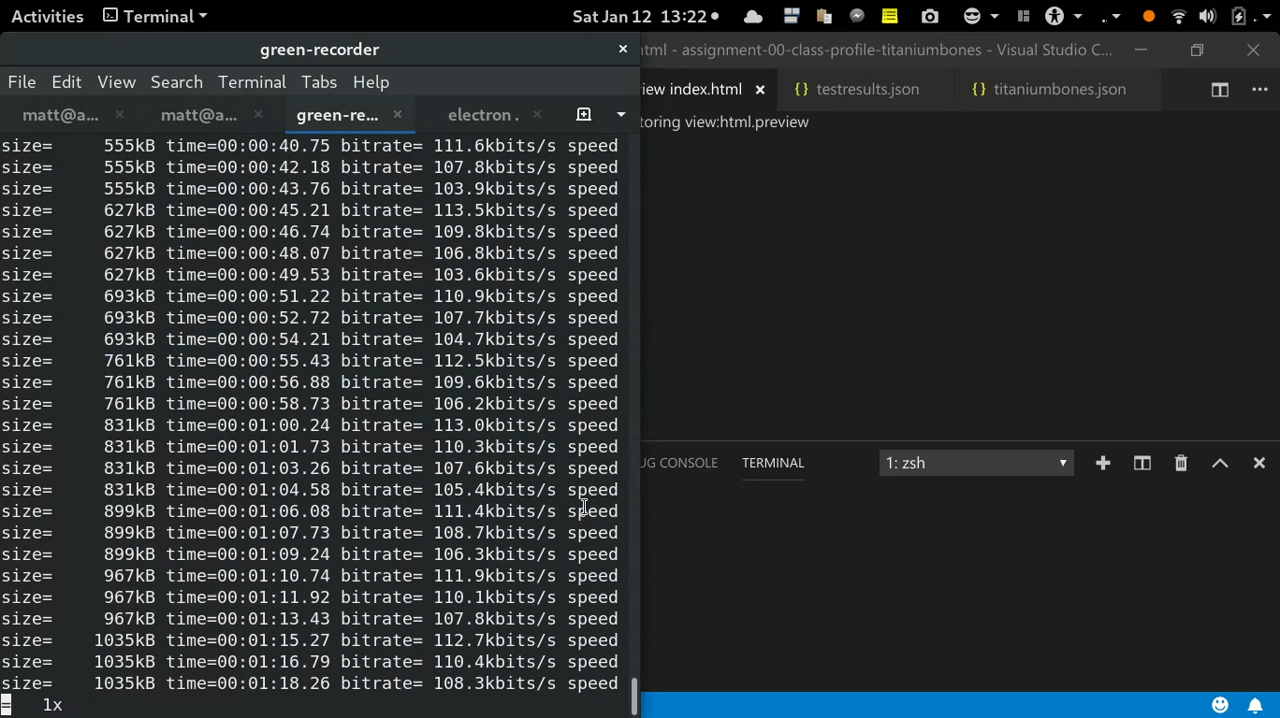 Activities Terminal Sat Jan 12 13:22
green-recorder
html - assignment-00-class-profile-titaniumbones - Visual Studio C...
File Edit View Search Terminal Tabs Help
iew index.html {} testresults.json {} titaniumbones.json
matt@a... matt@a... green-re... electron .
toring view:html.preview
size= 555kB time=00:00:40.75 bitrate= 111.6kbits/s speed
size= 555kB time=00:00:42.18 bitrate= 107.8kbits/s speed
size= 555kB time=00:00:43.76 bitrate= 103.9kbits/s speed
size= 627kB time=00:00:45.21 bitrate= 113.5kbits/s speed
size= 627kB time=00:00:46.74 bitrate= 109.8kbits/s speed
size= 627kB time=00:00:48.07 bitrate= 106.8kbits/s speed
size= 627kB time=00:00:49.53 bitrate= 103.6kbits/s speed
size= 693kB time=00:00:51.22 bitrate= 110.9kbits/s speed
size= 693kB time=00:00:52.72 bitrate= 107.7kbits/s speed
size= 693kB time=00:00:54.21 bitrate= 104.7kbits/s speed
size= 761kB time=00:00:55.43 bitrate= 112.5kbits/s speed
size= 761kB time=00:00:56.88 bitrate= 109.6kbits/s speed
size= 761kB time=00:00:58.73 bitrate= 106.2kbits/s speed
size= 831kB time=00:01:00.24 bitrate= 113.0kbits/s speed
size= 831kB time=00:01:01.73 bitrate= 110.3kbits/s speed
size= 831kB time=00:01:03.26 bitrate= 107.6kbits/s speed
size= 831kB time=00:01:04.58 bitrate= 105.4kbits/s speed
size= 899kB time=00:01:06.08 bitrate= 111.4kbits/s speed
size= 899kB time=00:01:07.73 bitrate= 108.7kbits/s speed
size= 899kB time=00:01:09.24 bitrate= 106.3kbits/s speed
size= 967kB time=00:01:10.74 bitrate= 111.9kbits/s speed
size= 967kB time=00:01:11.92 bitrate= 110.1kbits/s speed
size= 967kB time=00:01:13.43 bitrate= 107.8kbits/s speed
size= 1035kB time=00:01:15.27 bitrate= 112.7kbits/s speed
size= 1035kB time=00:01:16.79 bitrate= 110.4kbits/s speed
size= 1035kB time=00:01:18.26 bitrate= 108.3kbits/s speed
= 1x
UG CONSOLE TERMINAL 1: zsh